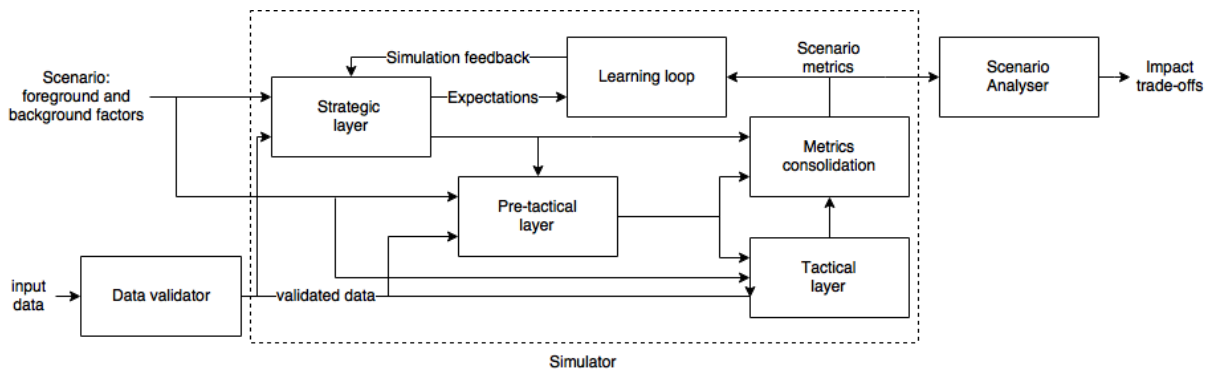 Scenario:
foreground and
background factors
Simulation feedback
Learning loop
Scenario
metrics
Scenario
Analyser
Impact
trade-offs
Strategic
layer
Expectations
Metrics
consolidation
Pre-tactical
layer
Tactical
layer
input
data
Data validator
validated data
Simulator